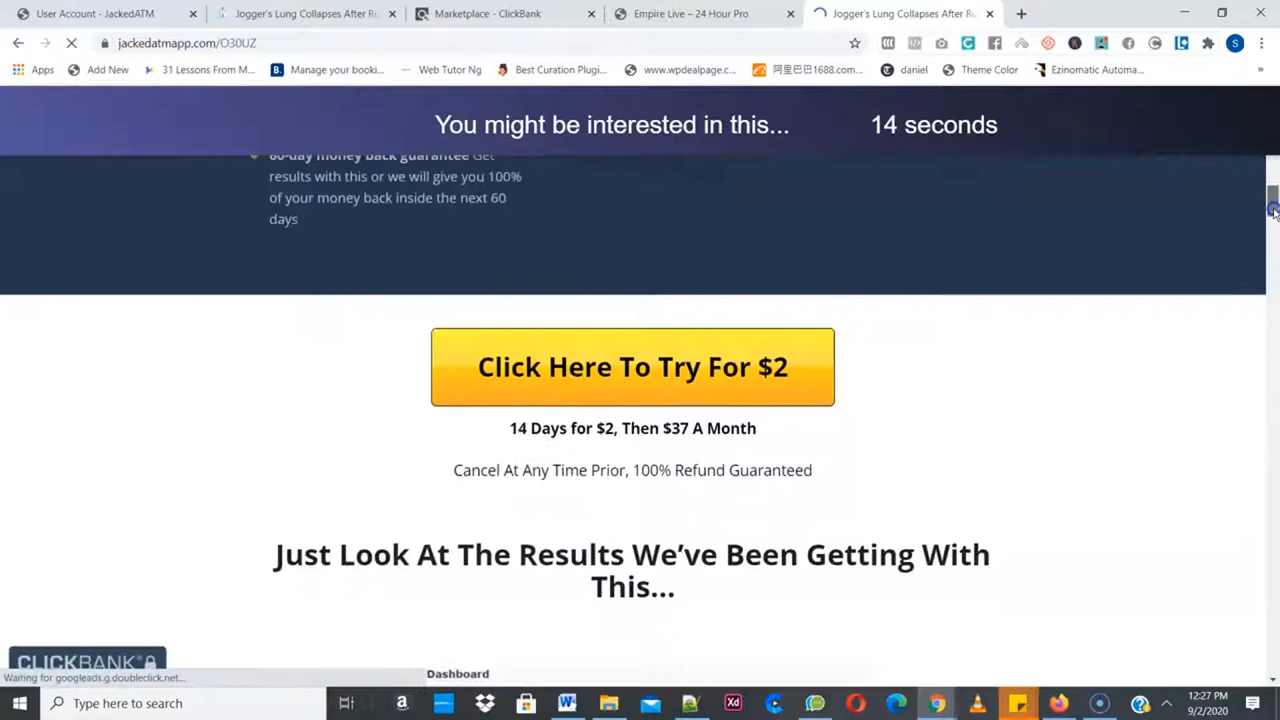 User Account - JackedATM
Jogger's Lung Collapses After Ru
Marketplace - ClickBank
Empire Live – 24 Hour Pro
Jogger's Lung Collapses After Ru
jackedatmapp.com/O30UZ
Apps
Add New
31 Lessons From M...
Manage your booki...
Web Tutor Ng
Best Curation Plugi...
www.wpdealpage.c...
阿里巴巴1688.com...
daniel
Theme Color
Ezinomatic Automa...
You might be interested in this...
14 seconds
60-day money back guarantee Get
results with this or we will give you 100%
of your money back inside the next 60
days
Click Here To Try For $2
14 Days for $2, Then $37 A Month
Cancel At Any Time Prior, 100% Refund Guaranteed
Just Look At The Results We've Been Getting With
This...
CLICKBANK
Dashboard
Waiting for googleads.g.doubleclick.net...
Type here to search
12:27 PM
9/2/2020